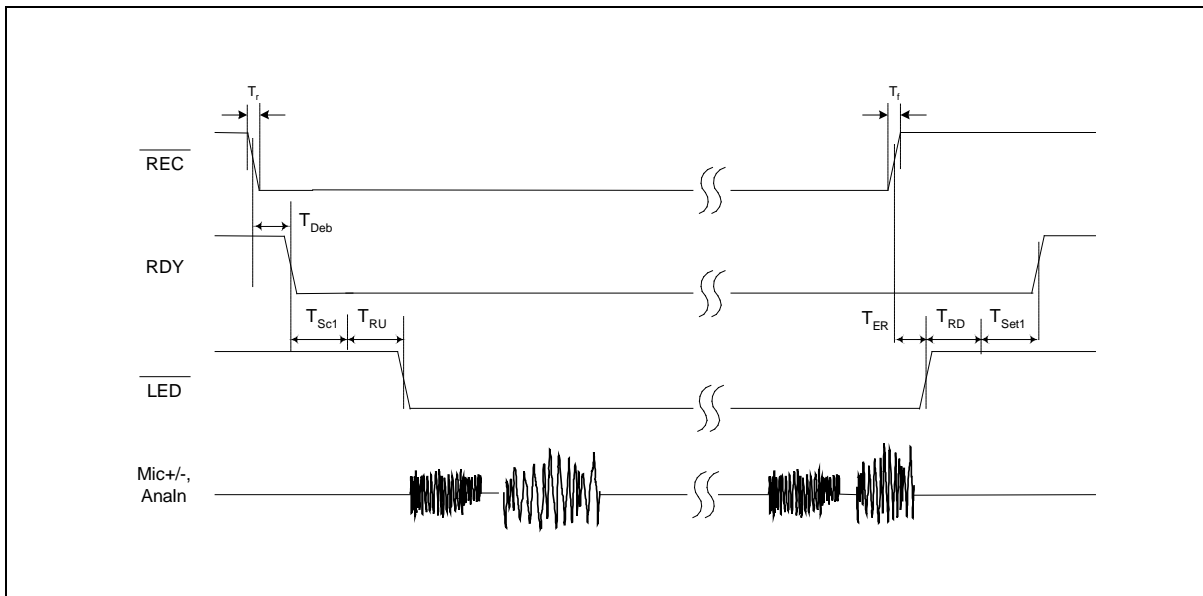 Tr
Tf
REC
TDeb
RDY
TSc1 TRU TER TRD TSet1
LED
Mic+/-,
AnaIn